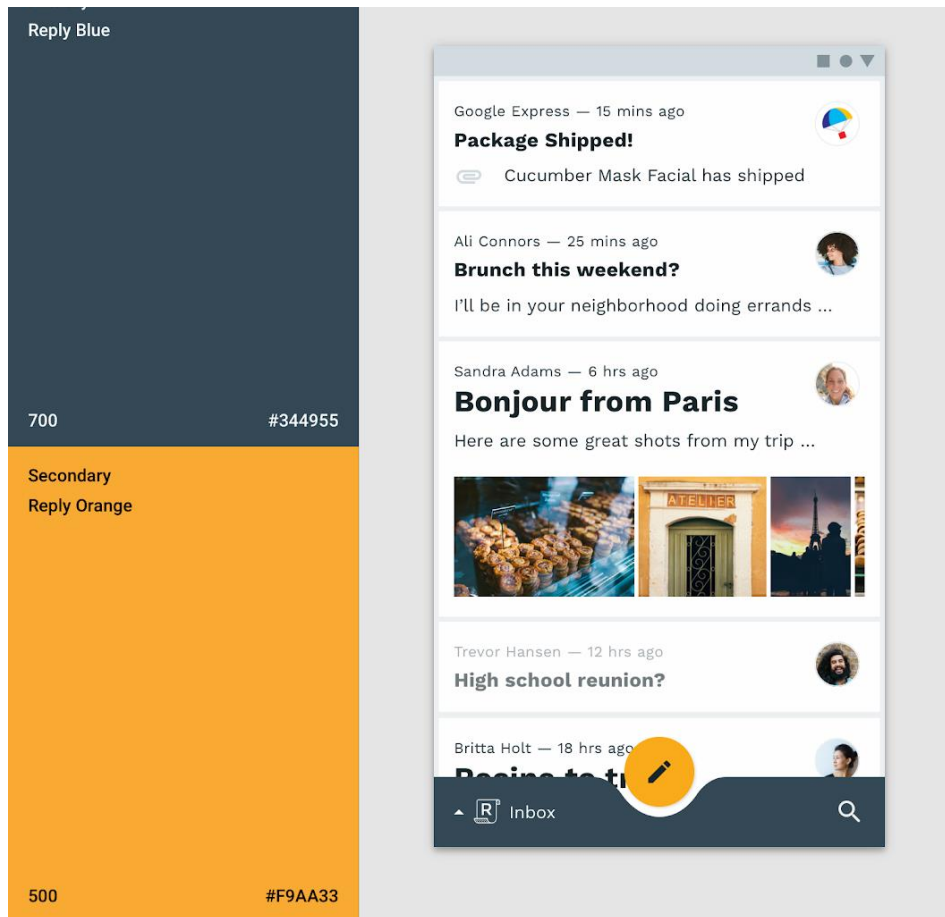 Reply Blue
700 #344955
Secondary
Reply Orange
500 #F9AA33
Google Express — 15 mins ago
Package Shipped!
Cucumber Mask Facial has shipped
Ali Connors — 25 mins ago
Brunch this weekend?
I’ll be in your neighborhood doing errands ...
Sandra Adams — 6 hrs ago
Bonjour from Paris
Here are some great shots from my trip ...
ATELIER
Trevor Hansen — 12 hrs ago
High school reunion?
Britta Holt — 18 hrs ago
to
R Inbox